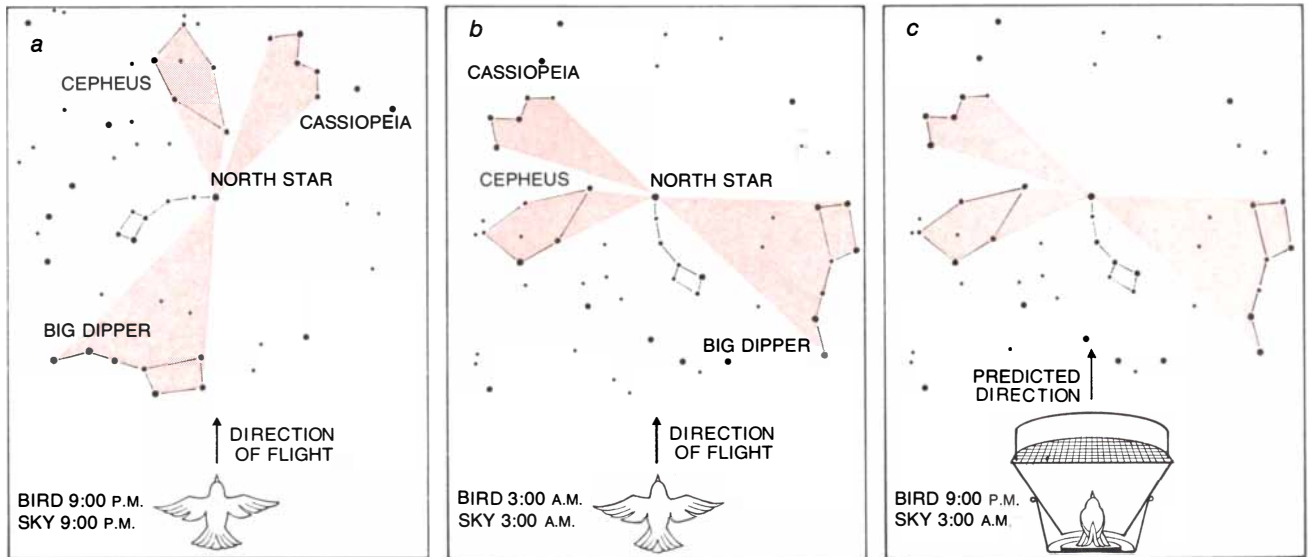 a
CEPHEUS
CASSIOPEIA
NORTH STAR
BIG DIPPER
DIRECTION
OF FLIGHT
BIRD 9:00 P.M.
SKY 9:00 P.M.
b
CASSIOPEIA
CEPHEUS
NORTH STAR
BIG DIPPER
DIRECTION
OF FLIGHT
BIRD 3:00 A.M.
SKY 3:00 A.M.
c
PREDICTED
DIRECTION
BIRD 9:00 P.M.
SKY 3:00 A.M.